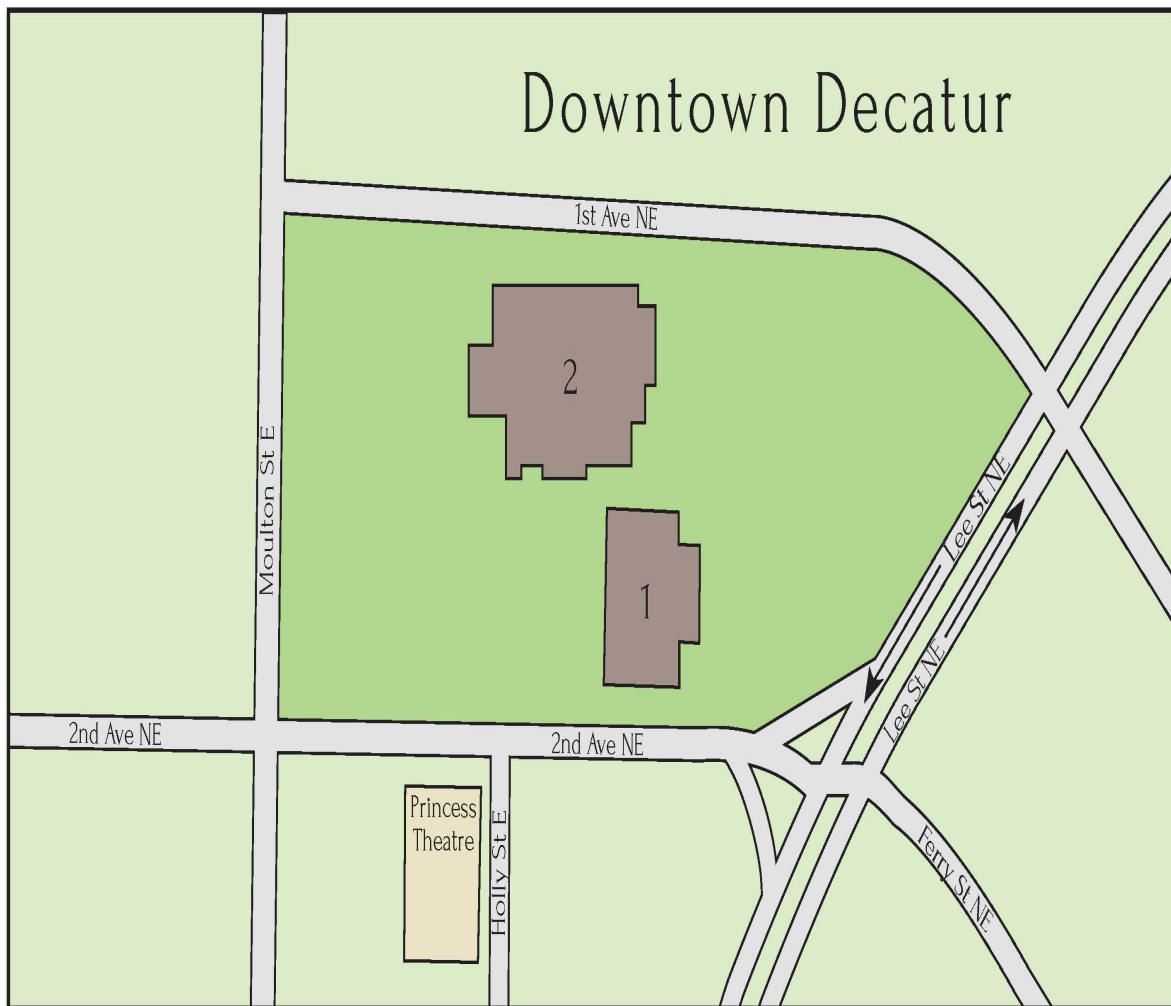 Downtown Decatur
1st Ave NE
2
Moulton St E
Lee St NE
1
Lee St NE
2nd Ave NE
2nd Ave NE
Princess
Theatre
Holly St E
Ferry St NE